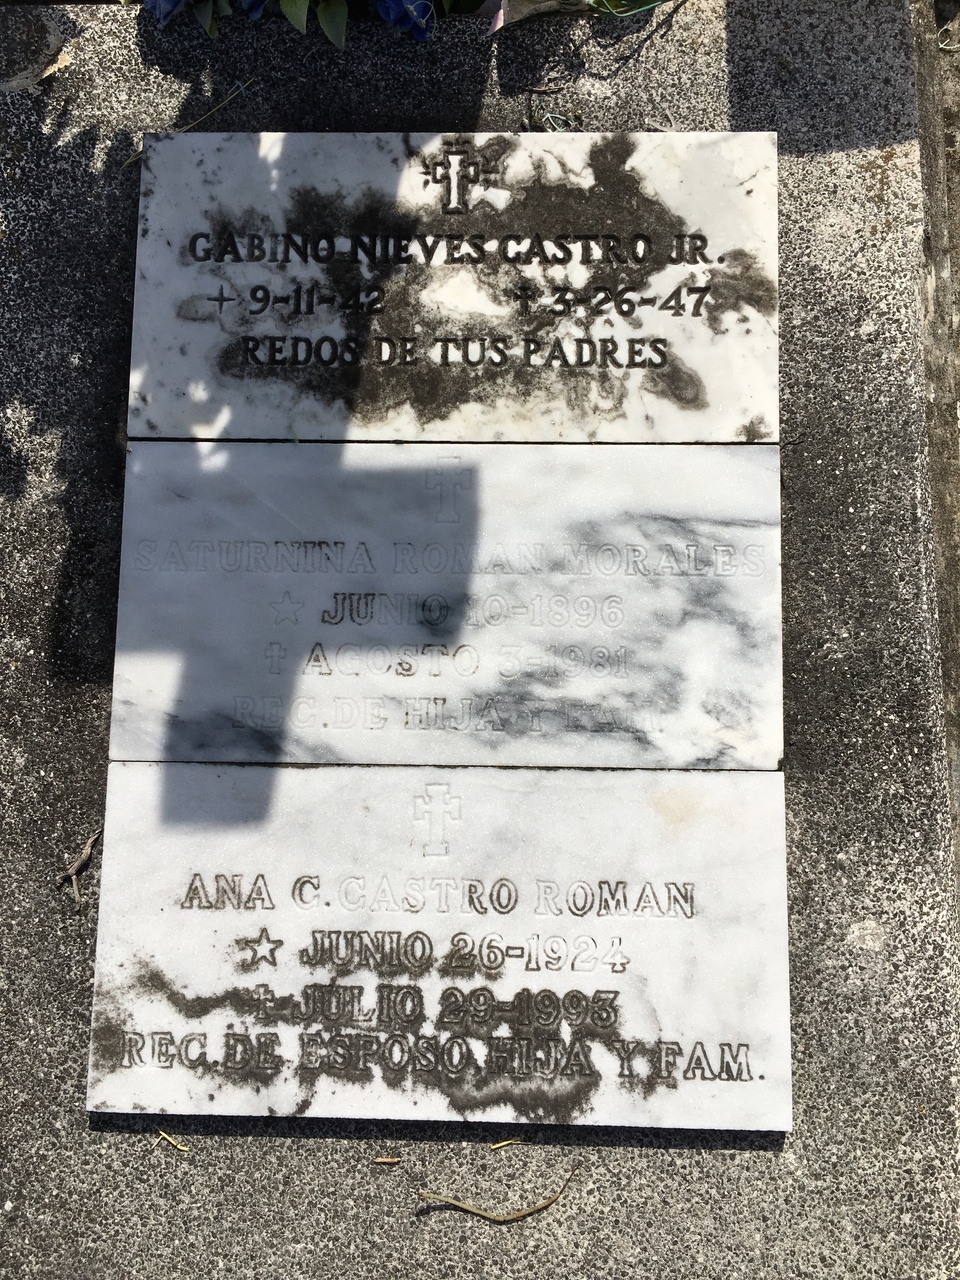 GABINO NIEVES CASTRO JR.
9-11-42 † 3-26-47
REDOS DE TUS PADRES
SATURNINA ROMAN MORALES
☆ JUNIO 10-1896
† AGOSTO 3-1981
REC. DE HIJA Y FAM.
ANA C. CASTRO ROMAN
☆ JUNIO 26-1924
† JULIO 29-1993
REC. DE ESPOSO HIJA Y FAM.